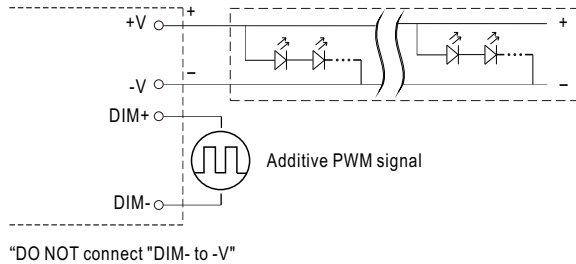 +V
+
+
-V
−
−
DIM+
Additive PWM signal
DIM-
“DO NOT connect "DIM- to -V"